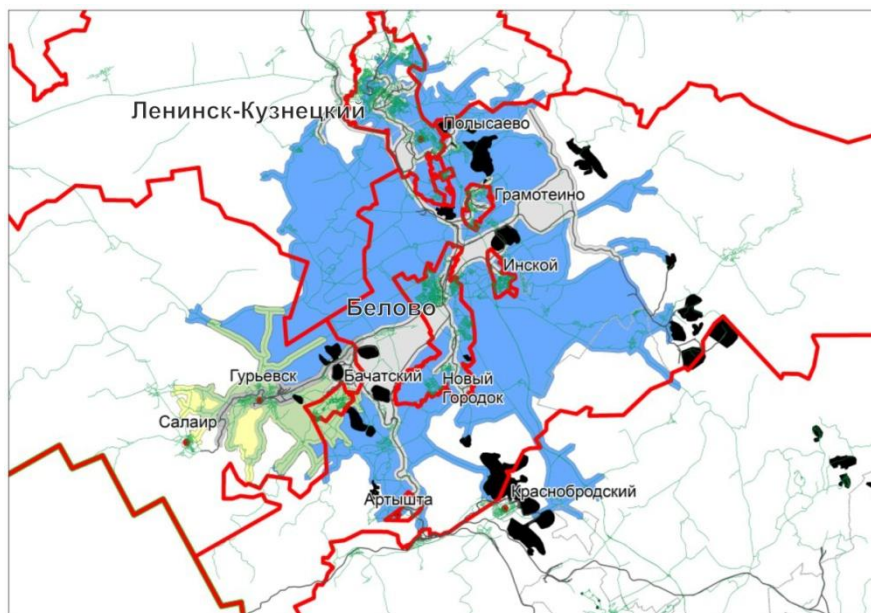 Ленинск-Кузнецкий
Полысаево
Грамотеино
Инской
Белово
Гурьевск
Бачатский
Новый
Городок
Салаир
Артышта
Краснобродский